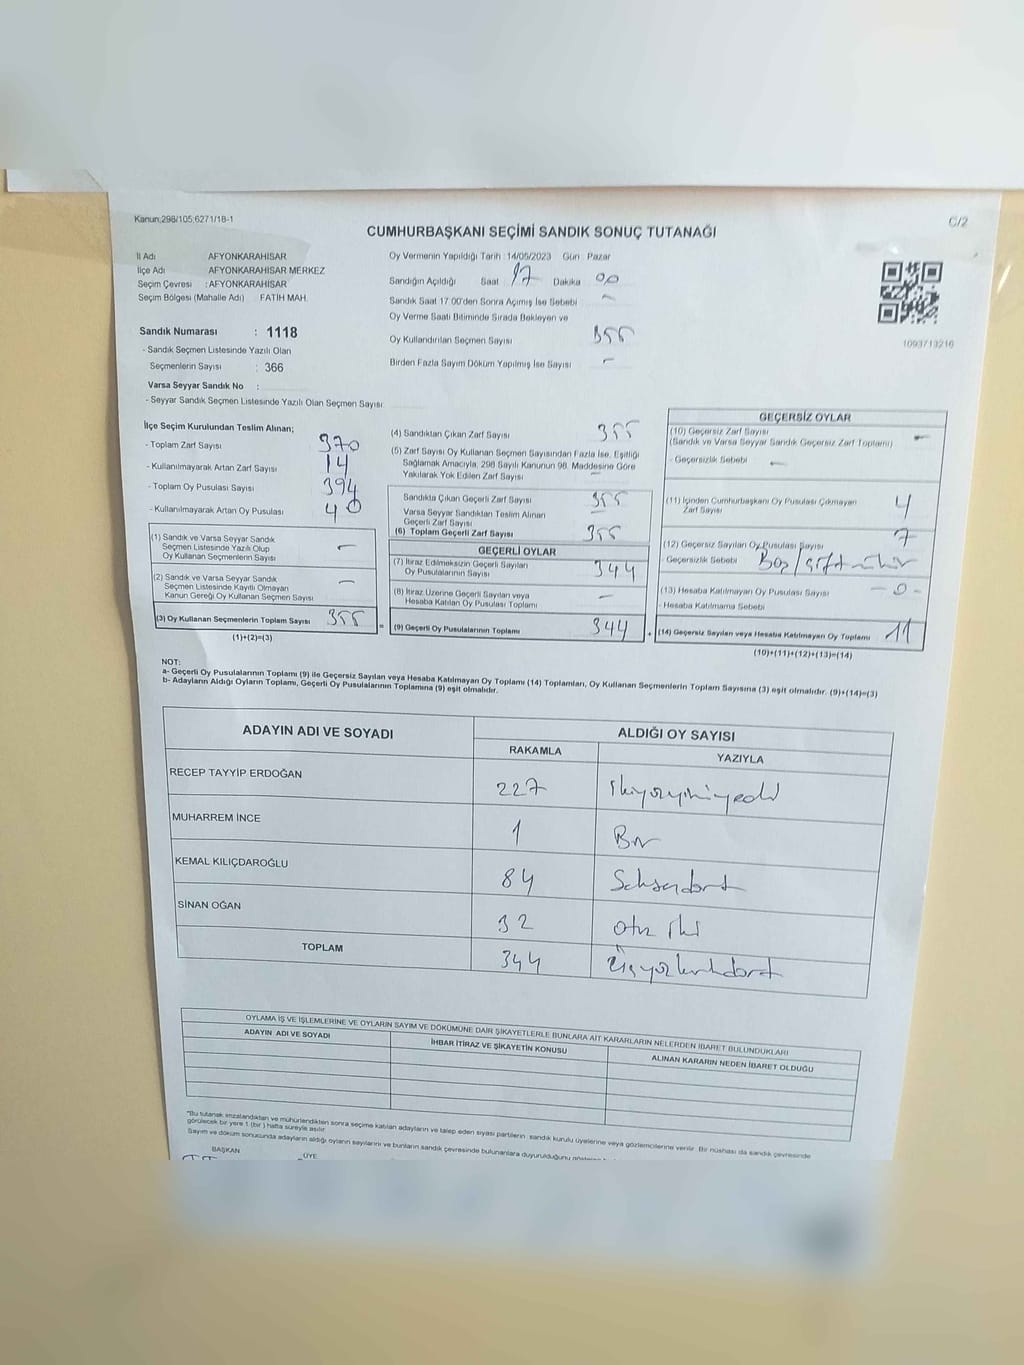 Kanun:298/105;6271/18-1
C/2
CUMHURBAŞKANI SEÇİMİ SANDIK SONUÇ TUTANAĞI
İl Adı AFYONKARAHİSAR
İlçe Adı AFYONKARAHİSAR MERKEZ
Seçim Çevresi : AFYONKARAHİSAR
Seçim Bölgesi (Mahalle Adı) FATİH MAH.
Sandık Numarası : 1118
- Sandık Seçmen Listesinde Yazılı Olan
Seçmenlerin Sayısı : 366
Varsa Seyyar Sandık No :
- Seyyar Sandık Seçmen Listesinde Yazılı Olan Seçmen Sayısı
Oy Vermenin Yapıldığı Tarih : 14/05/2023 Gün : Pazar
Sandığın Açıldığı Saat 17 Dakika 00
Sandık Saat 17:00'den Sonra Açımış İse Sebebi -
Oy Verme Saati Bitiminde Sırada Bekleyen ve
Oy Kullandırılan Seçmen Sayısı 355
Birden Fazla Sayım Döküm Yapılmış İse Sayısı -
1093713216
İlçe Seçim Kurulundan Teslim Alınan;
- Toplam Zarf Sayısı 370
- Kullanılmayarak Artan Zarf Sayısı 14
- Toplam Oy Pusulası Sayısı 394
- Kullanılmayarak Artan Oy Pusulası 40
(1) Sandık ve Varsa Seyyar Sandık
Seçmen Listesinde Yazılı Olup
Oy Kullanan Seçmenlerin Sayısı -
(2) Sandık ve Varsa Seyyar Sandık
Seçmen Listesinde Kayıtlı Olmayan
Kanun Gereği Oy Kullanan Seçmen Sayısı -
(3) Oy Kullanan Seçmenlerin Toplam Sayısı 355
(1)+(2)=(3)
(4) Sandıktan Çıkan Zarf Sayısı 355
(5) Zarf Sayısı Oy Kullanan Seçmen Sayısından Fazla İse, Eşitliği
Sağlamak Amacıyla, 298 Sayılı Kanunun 98. Maddesine Göre
Yakılarak Yok Edilen Zarf Sayısı -
Sandıkta Çıkan Geçerli Zarf Sayısı 355
Varsa Seyyar Sandıktan Teslim Alınan
Geçerli Zarf Sayısı -
(6) Toplam Geçerli Zarf Sayısı 355
GEÇERLİ OYLAR
(7) İtiraz Edilmeksizin Geçerli Sayılan
Oy Pusulalarının Sayısı 344
(8) İtiraz Üzerine Geçerli Sayılan veya
Hesaba Katılan Oy Pusulası Toplamı -
= (9) Geçerli Oy Pusulalarının Toplamı 344
GEÇERSİZ OYLAR
(10) Geçersiz Zarf Sayısı
(Sandık ve Varsa Seyyar Sandık Geçersiz Zarf Toplamı) -
- Geçersizlik Sebebi -
(11) İçinden Cumhurbaşkanı Oy Pusulası Çıkmayan
Zarf Sayısı 4
(12) Geçersiz Sayılan Oy Pusulası Sayısı 7
Geçersizlik Sebebi Boş/çift mühür
(13) Hesaba Katılmayan Oy Pusulası Sayısı - 0 -
- Hesaba Katılmama Sebebi
+ (14) Geçersiz Sayılan veya Hesaba Katılmayan Oy Toplamı 11
(10)+(11)+(12)+(13)=(14)
NOT:
a- Geçerli Oy Pusulalarının Toplamı (9) ile Geçersiz Sayılan veya Hesaba Katılmayan Oy Toplamı (14) Toplamları, Oy Kullanan Seçmenlerin Toplam Sayısına (3) eşit olmalıdır. (9)+(14)=(3)
b- Adayların Aldığı Oyların Toplamı, Geçerli Oy Pusulalarının Toplamına (9) eşit olmalıdır.
ADAYIN ADI VE SOYADI ALDIĞI OY SAYISI
RAKAMLA YAZIYLA
RECEP TAYYİP ERDOĞAN 227 İkiyüzyirmiyedi
MUHARREM İNCE 1 Bir
KEMAL KILIÇDAROĞLU 84 Seksendört
SİNAN OĞAN 32 otuz iki
TOPLAM 344 Üçyüzkırkdört
OYLAMA İŞ VE İŞLEMLERİNE VE OYLARIN SAYIM VE DÖKÜMÜNE DAİR ŞİKAYETLERLE BUNLARA AİT KARARLARIN NELERDEN İBARET BULUNDUKLARI
ADAYIN ADI VE SOYADI İHBAR İTİRAZ VE ŞİKAYETİN KONUSU ALINAN KARARIN NEDEN İBARET OLDUĞU
*Bu tutanak imzalandıktan ve mühürlendikten sonra seçime katılan adayların ve talep eden siyasi partilerin sandık kurulu üyelerine veya gözlemcilerine verilir. Bir nüshası da sandık çevresinde
görülecek bir yere 1 (bir) hafta süreyle asılır.
Sayım ve döküm sonucunda adayların aldığı oyların sayılarını ve bunların sandık çevresinde bulunanlara duyurulduğunu
BAŞKAN ÜYE